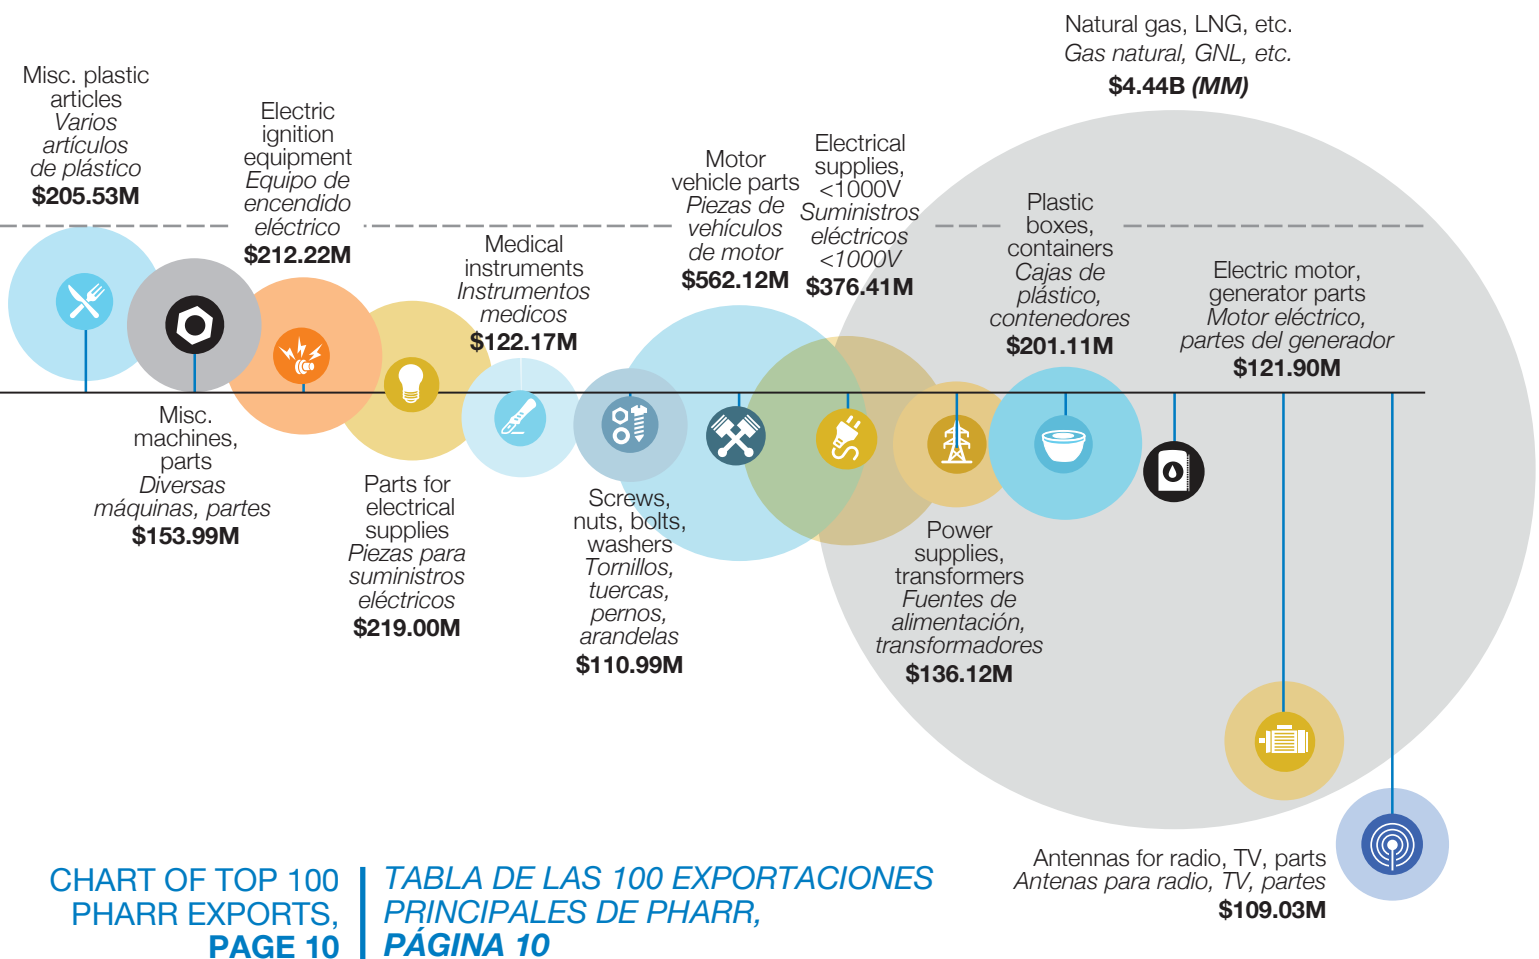 Misc. plastic
articles
Varios
artículos
de plástico
$205.53M
Misc.
machines,
parts
Diversas
máquinas, partes
$153.99M
Electric
ignition
equipment
Equipo de
encendido
eléctrico
$212.22M
Parts for
electrical
supplies
Piezas para
suministros
eléctricos
$219.00M
Medical
instruments
Instrumentos
medicos
$122.17M
Screws,
nuts, bolts,
washers
Tornillos,
tuercas,
pernos,
arandelas
$110.99M
Motor
vehicle parts
Piezas de
vehículos
de motor
$562.12M
Electrical
supplies,
<1000V
Suministros
eléctricos
<1000V
$376.41M
Power
supplies,
transformers
Fuentes de
alimentación,
transformadores
$136.12M
Plastic
boxes,
containers
Cajas de
plástico,
contenedores
$201.11M
Natural gas, LNG, etc.
Gas natural, GNL, etc.
$4.44B (MM)
Electric motor,
generator parts
Motor eléctrico,
partes del generador
$121.90M
Antennas for radio, TV, parts
Antenas para radio, TV, partes
$109.03M
CHART OF TOP 100
PHARR EXPORTS,
PAGE 10
TABLA DE LAS 100 EXPORTACIONES
PRINCIPALES DE PHARR,
PÁGINA 10